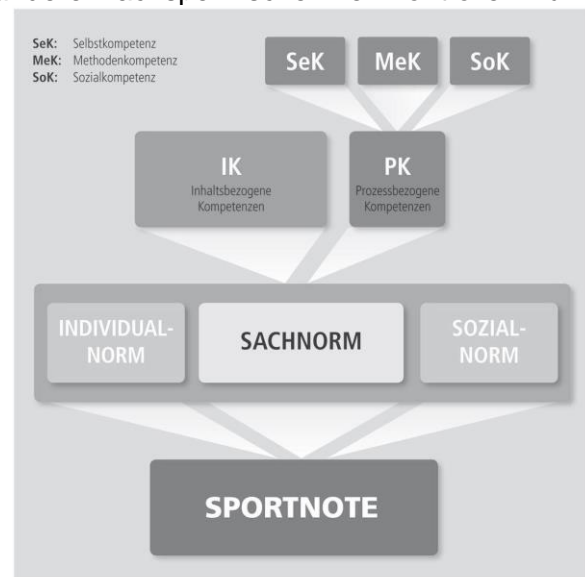 SeK: Selbstkompetenz
MeK: Methodenkompetenz
SoK: Sozialkompetenz
SeK MeK SoK
IK
Inhaltsbezogene
Kompetenzen
PK
Prozessbezogene
Kompetenzen
INDIVIDUAL-
NORM
SACHNORM
SOZIAL-
NORM
SPORTNOTE